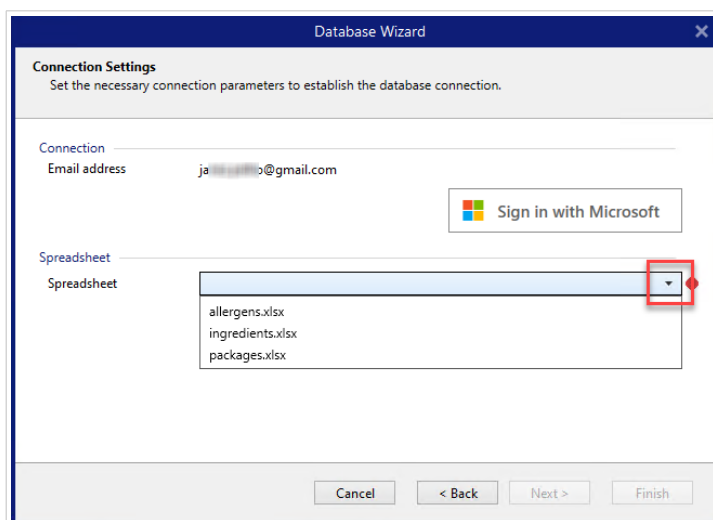 Database Wizard
Connection Settings
Set the necessary connection parameters to establish the database connection.
Connection
Email address
@gmail.com
Sign in with Microsoft
Spreadsheet
Spreadsheet
allergens.xlsx
ingredients.xlsx
packages.xlsx
Cancel
< Back
Next >
Finish